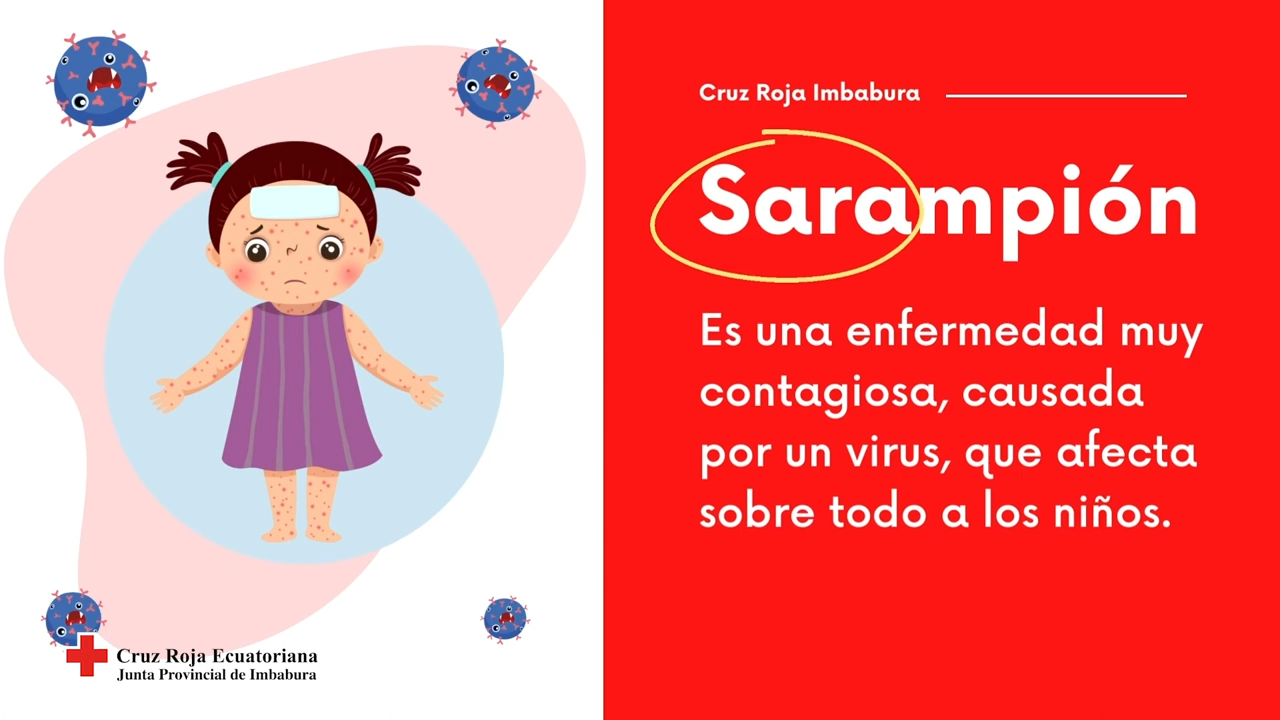 Cruz Roja Imbabura
Sarampión
Es una enfermedad muy
contagiosa, causada
por un virus, que afecta
sobre todo a los niños.
Cruz Roja Ecuatoriana
Junta Provincial de Imbabura